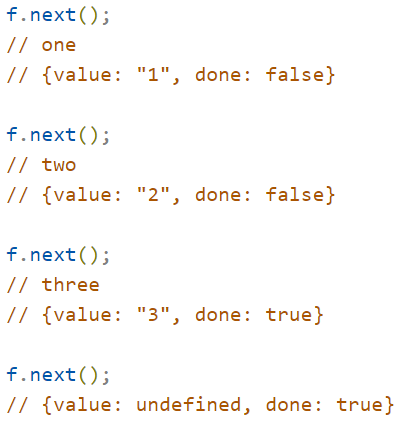 f.next();
// one
// {value: "1", done: false}
f.next();
// two
// {value: "2", done: false}
f.next();
// three
// {value: "3", done: true}
f.next();
// {value: undefined, done: true}